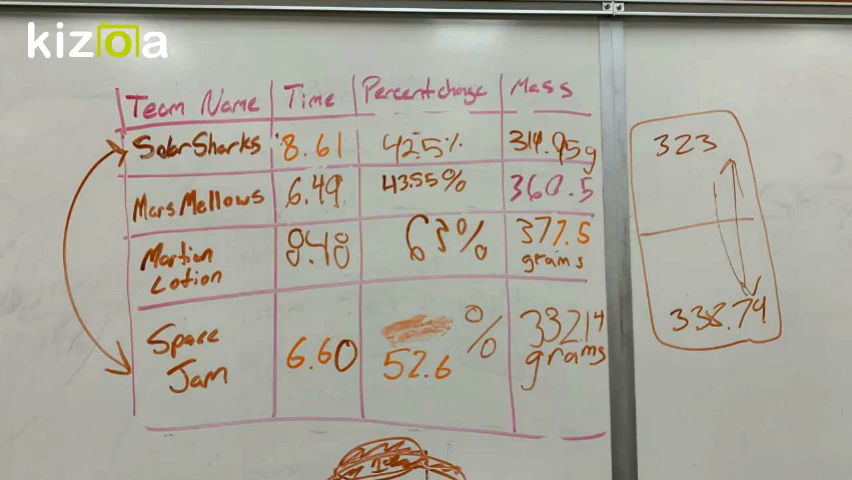 kizoa
Team Name Time Percent change Mass
SolarSharks 8.61 42.5% 314.95g
Mars Mellows 6.49 43.55% 360.5
Martian Lotion 8.48 63% 377.5 grams
Space Jam 6.60 52.6 % 332.14 grams
323
338.74